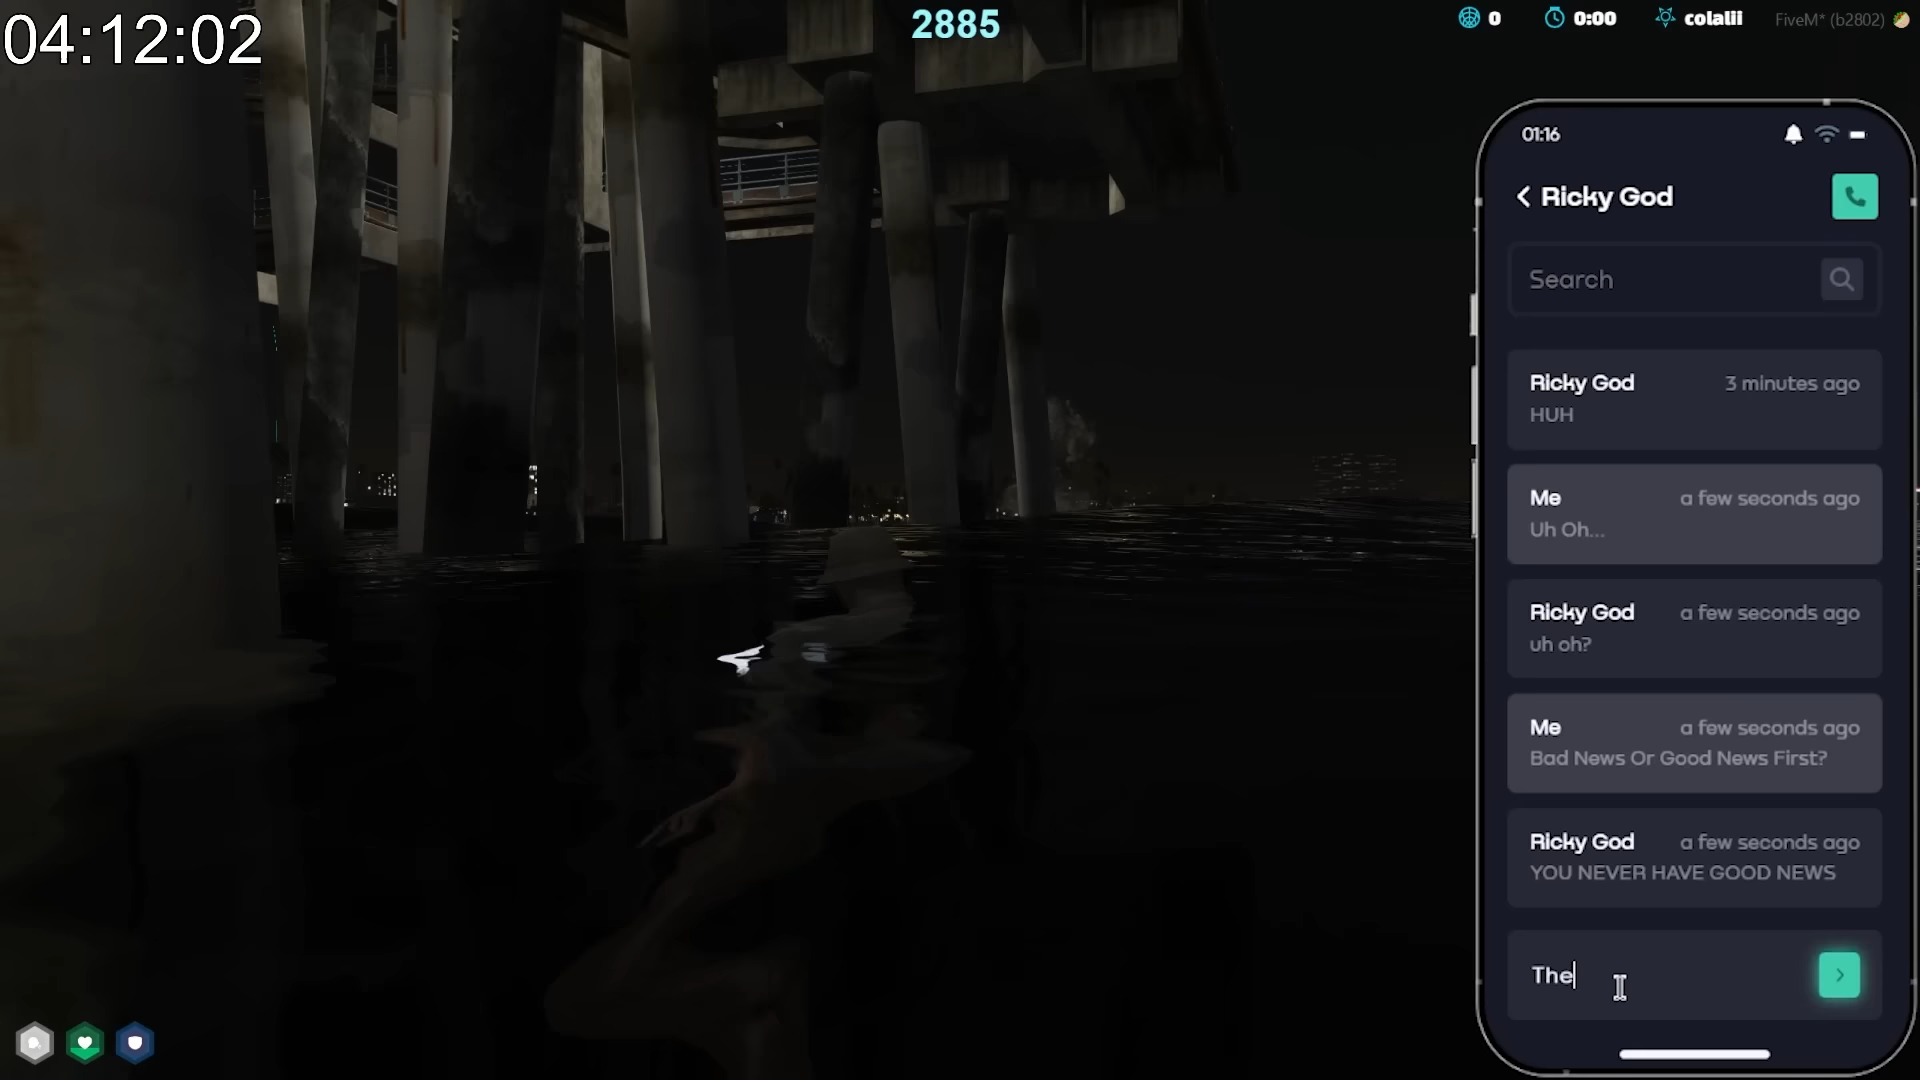 04:12:02
2885
0
0:00
colalii
FiveM* (b2802)
01:16
Ricky God
Search
Ricky God
3 minutes ago
HUH
Me
a few seconds ago
Uh Oh...
Ricky God
a few seconds ago
uh oh?
Me
a few seconds ago
Bad News Or Good News First?
Ricky God
a few seconds ago
YOU NEVER HAVE GOOD NEWS
The